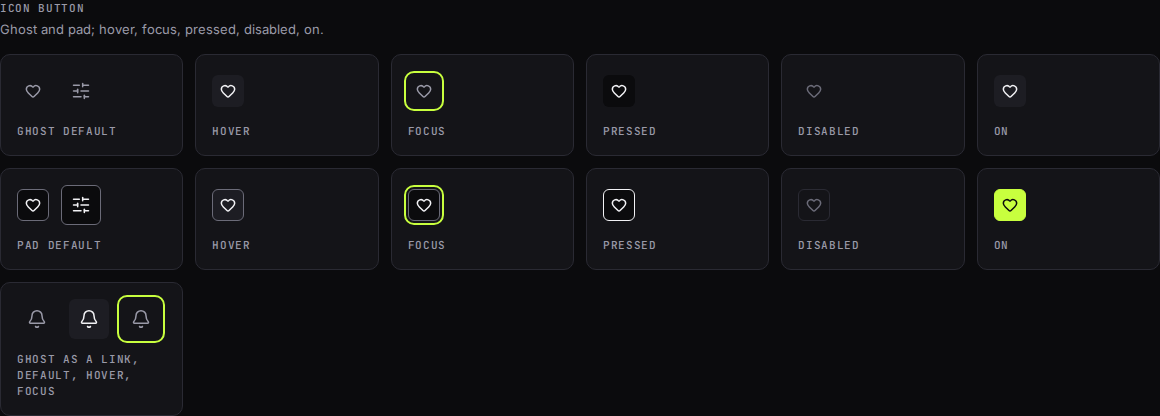 ICON BUTTON
Ghost and pad; hover, focus, pressed, disabled, on.
GHOST DEFAULT
HOVER
FOCUS
PRESSED
DISABLED
ON
PAD DEFAULT
HOVER
FOCUS
PRESSED
DISABLED
ON
GHOST AS A LINK,
DEFAULT, HOVER,
FOCUS